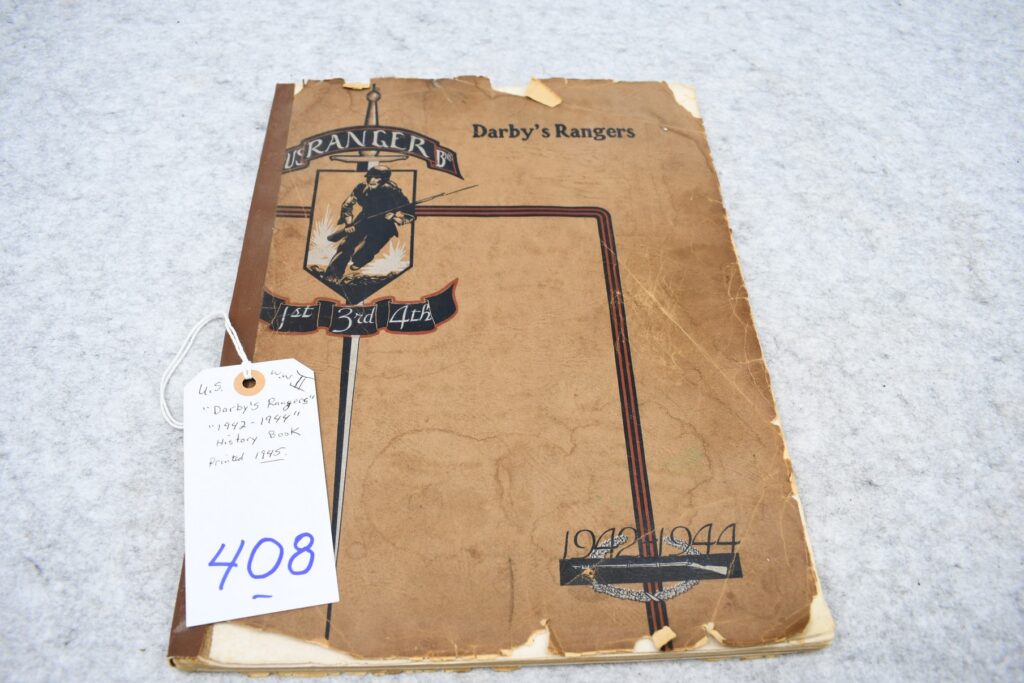 Darby's Rangers
US RANGER Bns
1st 3rd 4th
1942-1944
U.S. WW II
"Darby's Rangers"
"1942-1944"
History Book
Printed 1945.
408